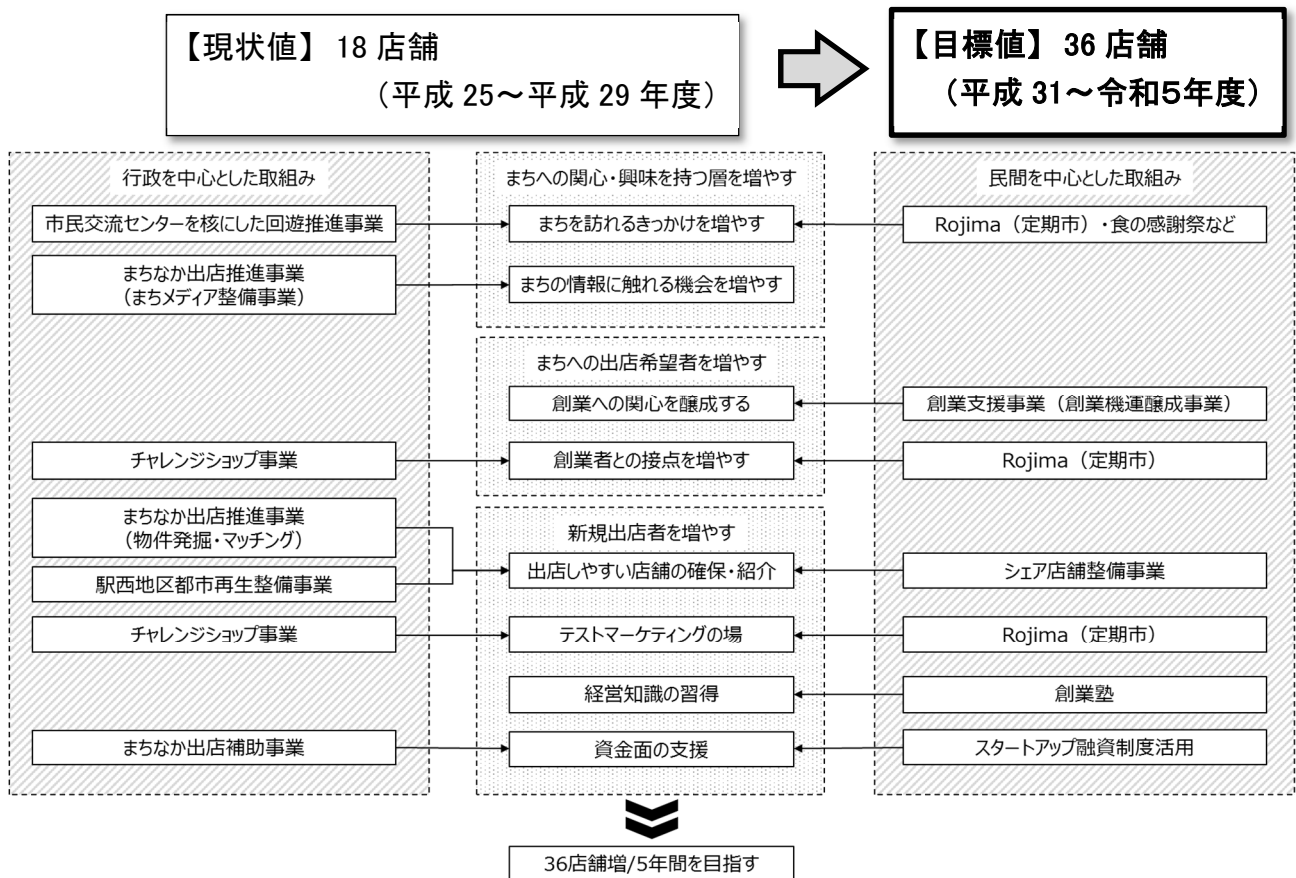 【現状値】 18 店舗
（平成 25～平成 29 年度）
【目標値】 36 店舗
（平成 31～令和５年度）
行政を中心とした取組み
市民交流センターを核にした回遊推進事業
まちなか出店推進事業
（まちメディア整備事業）
チャレンジショップ事業
まちなか出店推進事業
（物件発掘・マッチング）
駅西地区都市再生整備事業
チャレンジショップ事業
まちなか出店補助事業
まちへの関心・興味を持つ層を増やす
まちを訪れるきっかけを増やす
まちの情報に触れる機会を増やす
まちへの出店希望者を増やす
創業への関心を醸成する
創業者との接点を増やす
新規出店者を増やす
出店しやすい店舗の確保・紹介
テストマーケティングの場
経営知識の習得
資金面の支援
民間を中心とした取組み
Rojima（定期市）・食の感謝祭など
創業支援事業（創業機運醸成事業）
Rojima（定期市）
シェア店舗整備事業
Rojima（定期市）
創業塾
スタートアップ融資制度活用
36店舗増/5年間を目指す